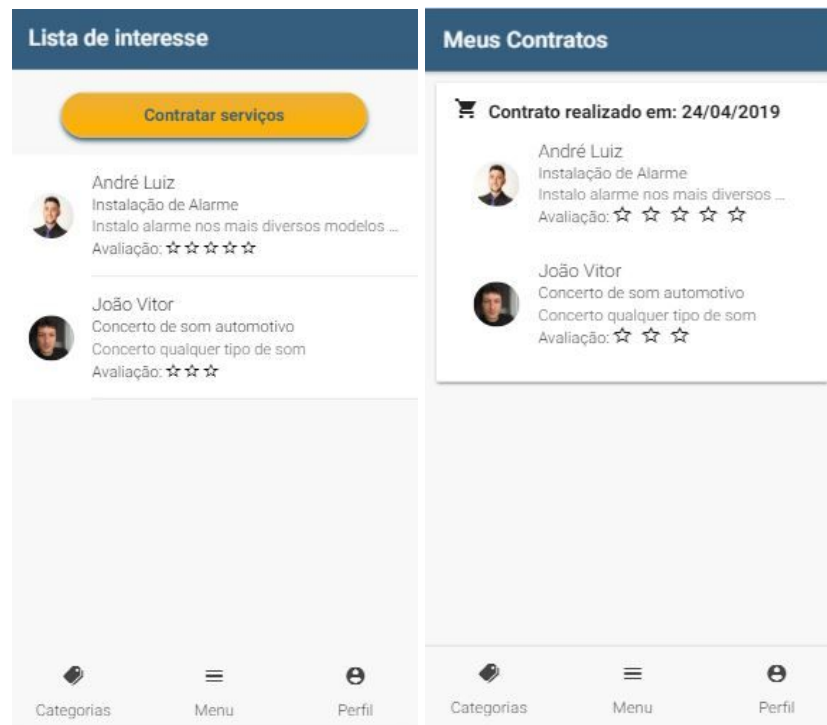 Lista de interesse
Contratar serviços
André Luiz
Instalação de Alarme
Instalo alarme nos mais diversos modelos ...
Avaliação:
João Vitor
Concerto de som automotivo
Concerto qualquer tipo de som
Avaliação:
Categorias
Menu
Perfil
Meus Contratos
Contrato realizado em: 24/04/2019
André Luiz
Instalação de Alarme
Instalo alarme nos mais diversos ...
Avaliação:
João Vitor
Concerto de som automotivo
Concerto qualquer tipo de som
Avaliação:
Categorias
Menu
Perfil